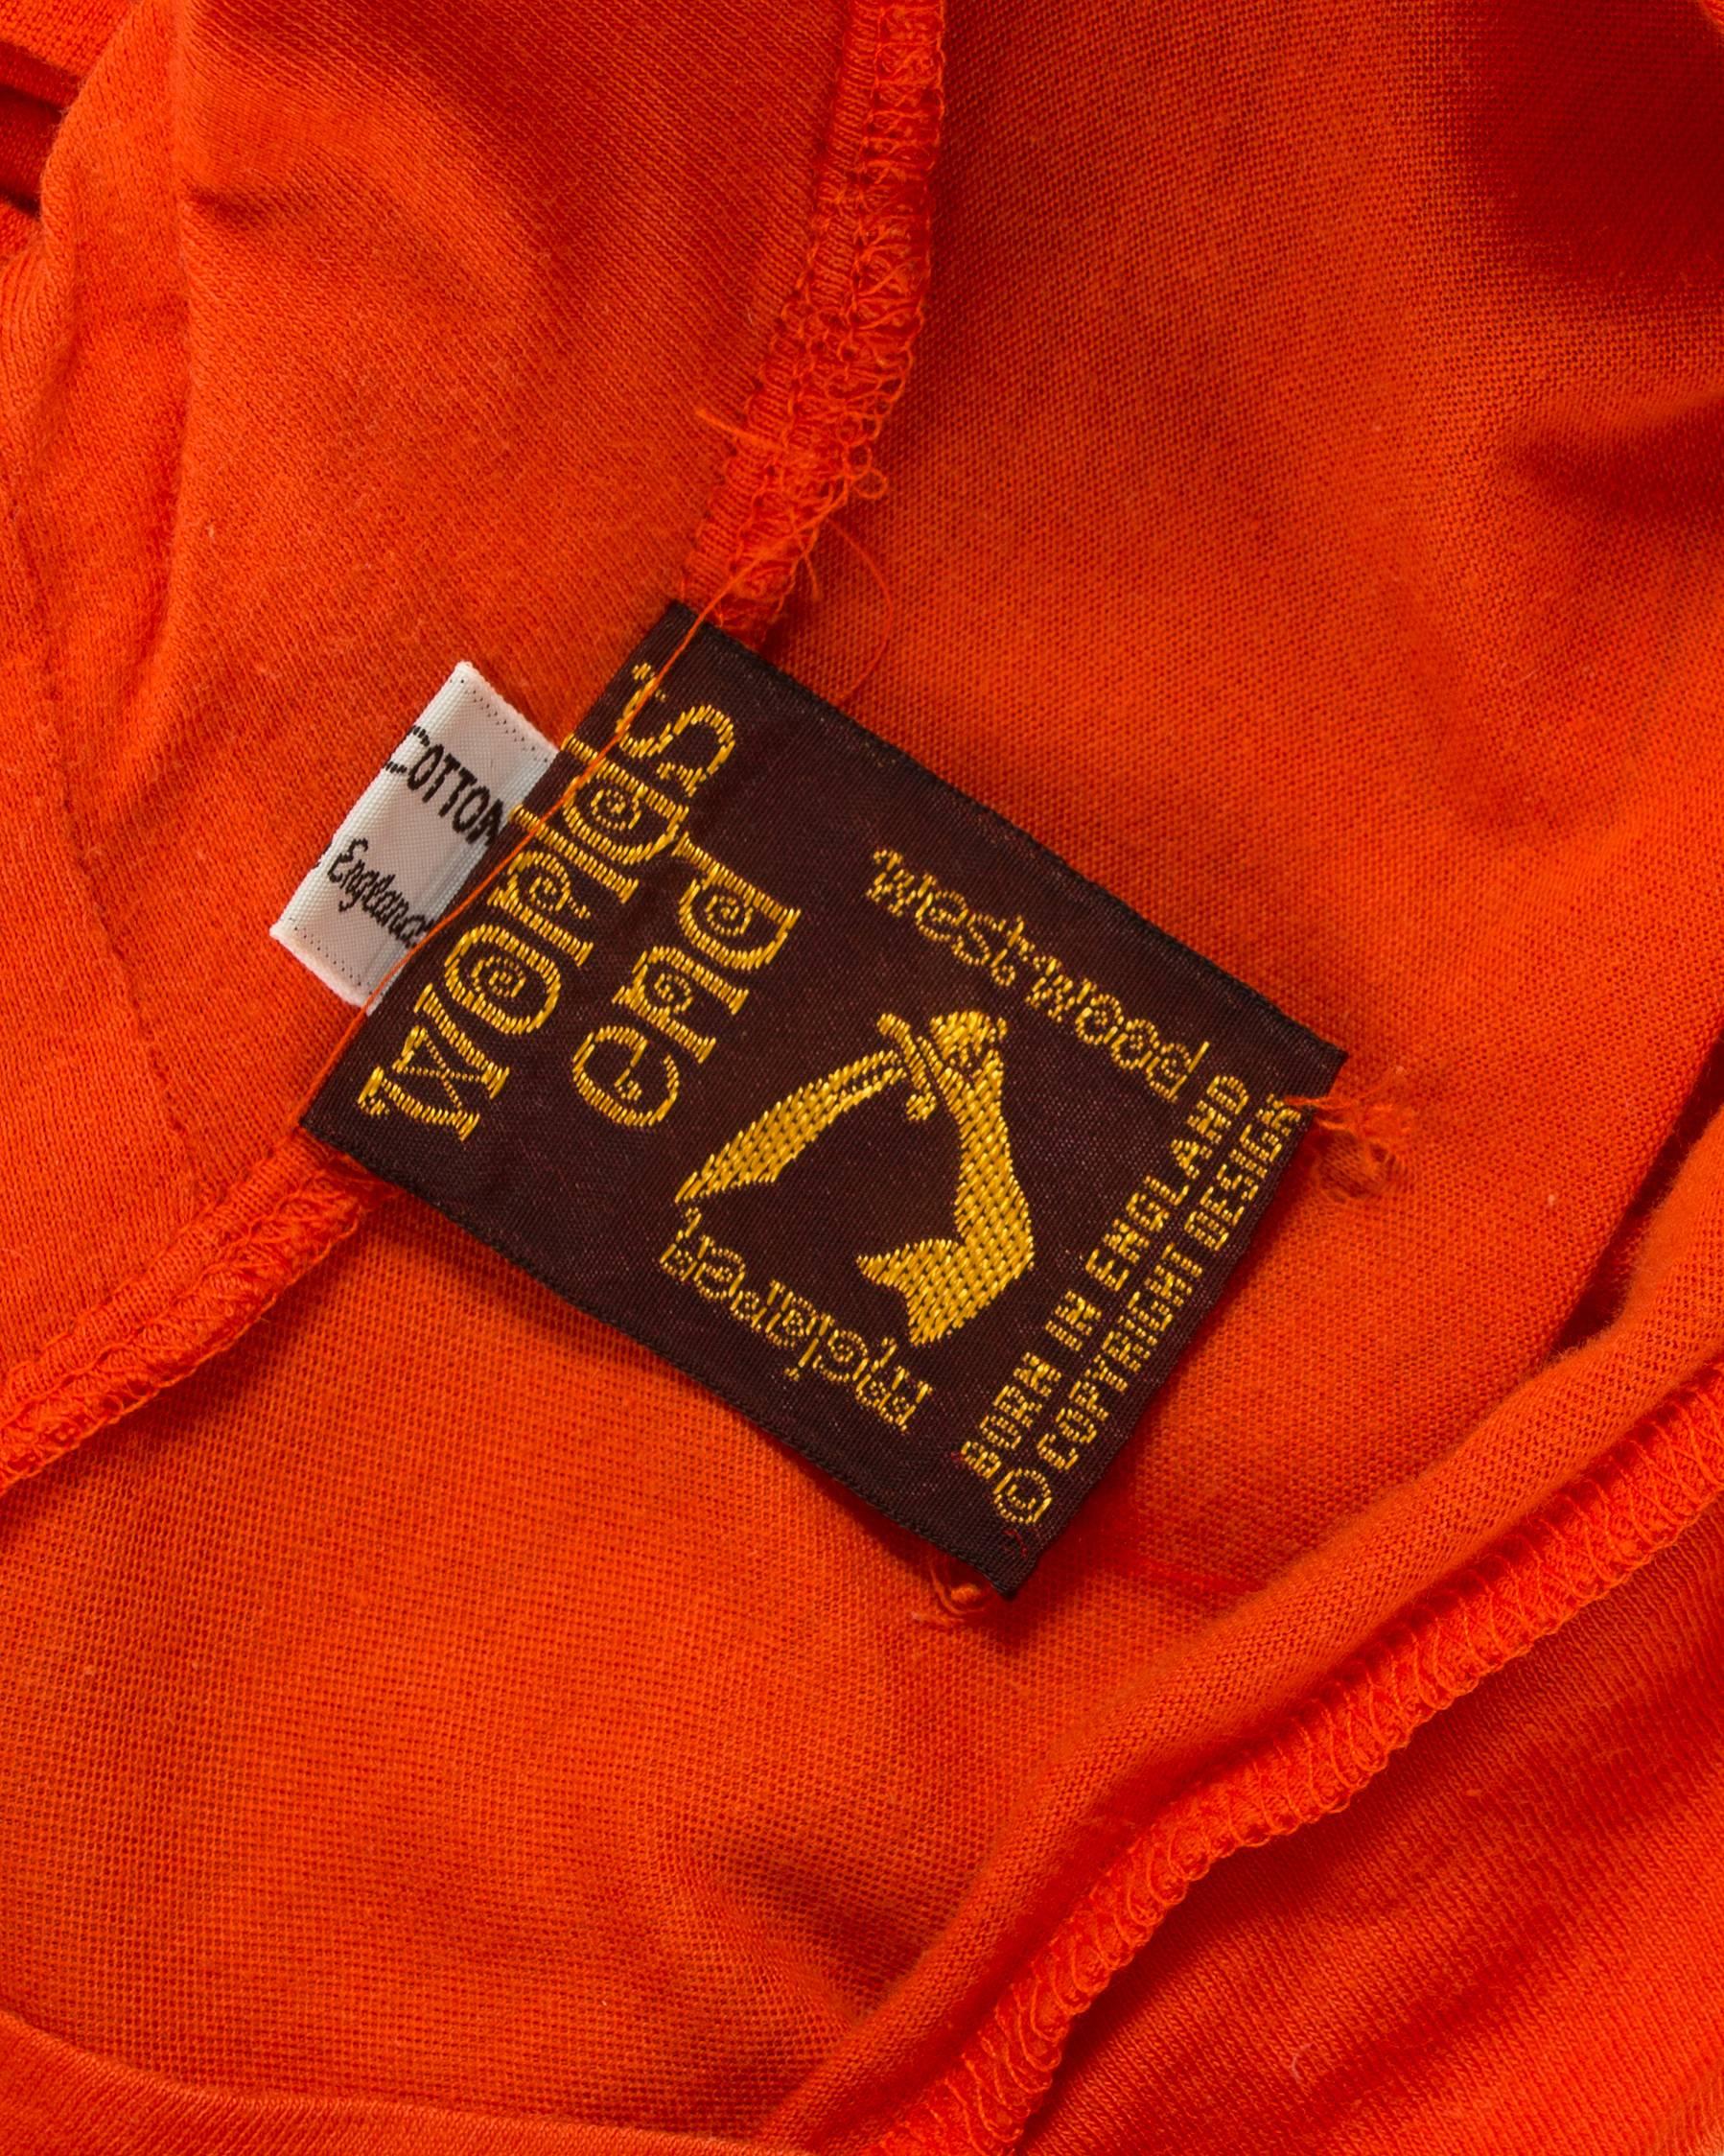 WORLDS
END
westwood
mclaren
BORN IN ENGLAND
© COPYRIGHT DESIGN
COTTON
England